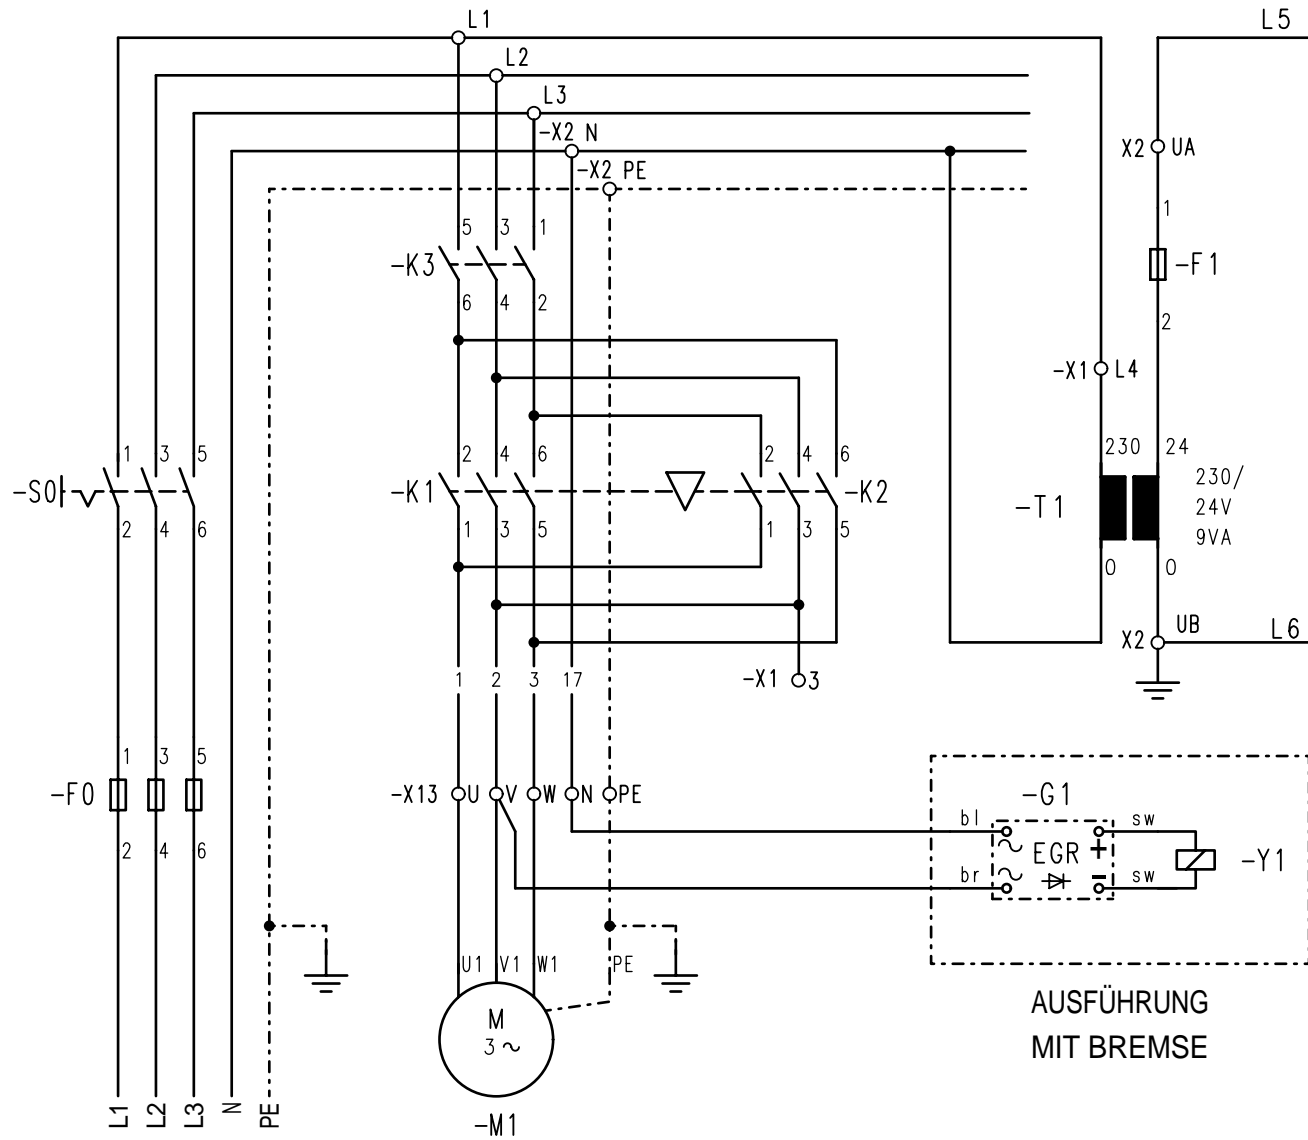 L1
L5
L2
L3
-X2 N
X2 UA
-X2 PE
5 3 1
1
-K3
-F1
6 4 2
2
-X1 L4
1 3 5
2 4 6
2 4 6
230 24
-S0
-K1
-K2
-T1
230/
24V
9VA
2 4 6
1 3 5
1 3 5
0 0
UB
X2
L6
1 2 3 17
-X1 3
1 3 5
-F0
-X13 U V W N PE
-G1
2 4 6
bl
br
EGR
+
-
sw
sw
-Y1
U1 V1 W1 PE
M
3~
AUSFÜHRUNG
MIT BREMSE
L1 L2 L3 N PE
-M1